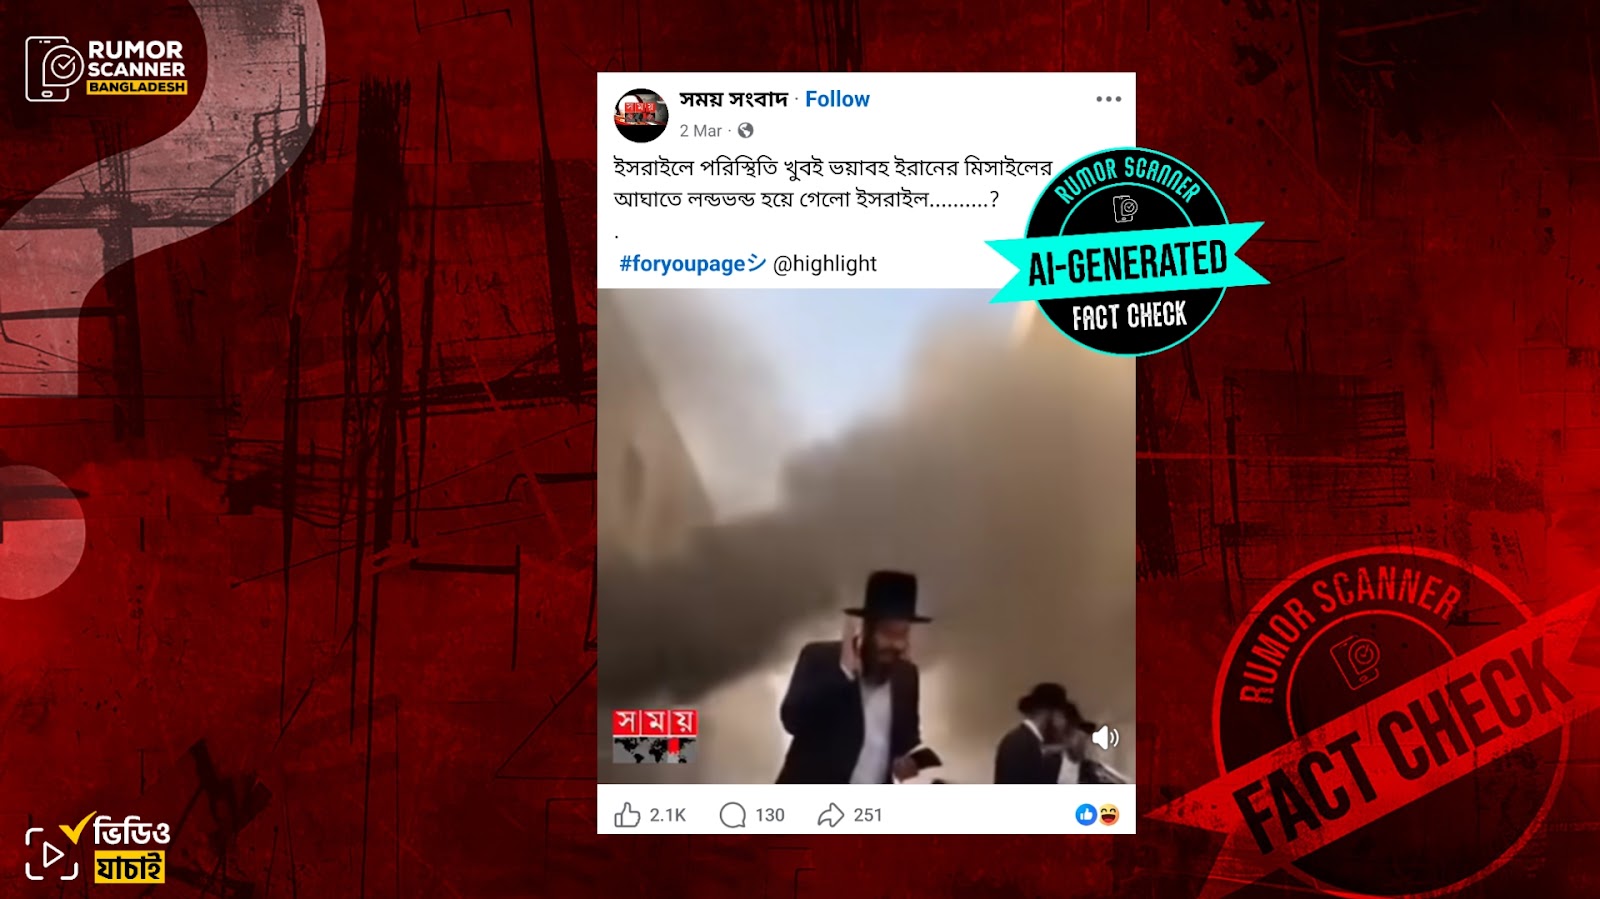 RUMOR
SCANNER
BANGLADESH
সময় সংবাদ · Follow
2 Mar ·
ইসরাইলে পরিস্থিতি খুবই ভয়াবহ ইরানের মিসাইলের
আঘাতে লন্ডভন্ড হয়ে গেলো ইসরাইল..........?
.
#foryoupageシ @highlight
RUMOR SCANNER
AI-GENERATED
FACT CHECK
সময়
2.1K 130 251
RUMOR SCANNER
FACT CHECK
ভিডিও
যাচাই